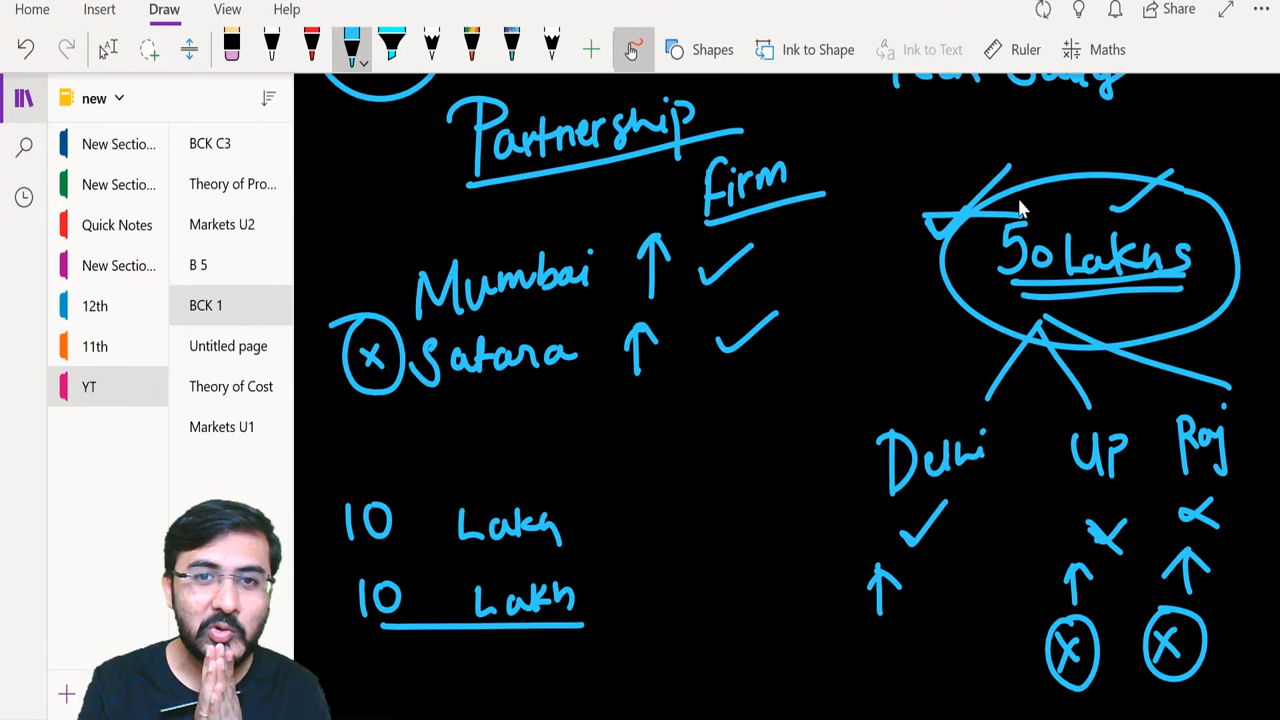 Home Insert Draw View Help Share
Shapes Ink to Shape Ink to Text Ruler Maths
new
New Sectio... BCK C3
New Sectio... Theory of Pro...
Quick Notes Markets U2
New Sectio... B 5
12th BCK 1
11th Untitled page
YT Theory of Cost
Markets U1
Partnership
Firm
Mumbai
x Satara
10 Lakh
10 Lakh
50 Lakhs
Delhi UP Raj
x x
x x